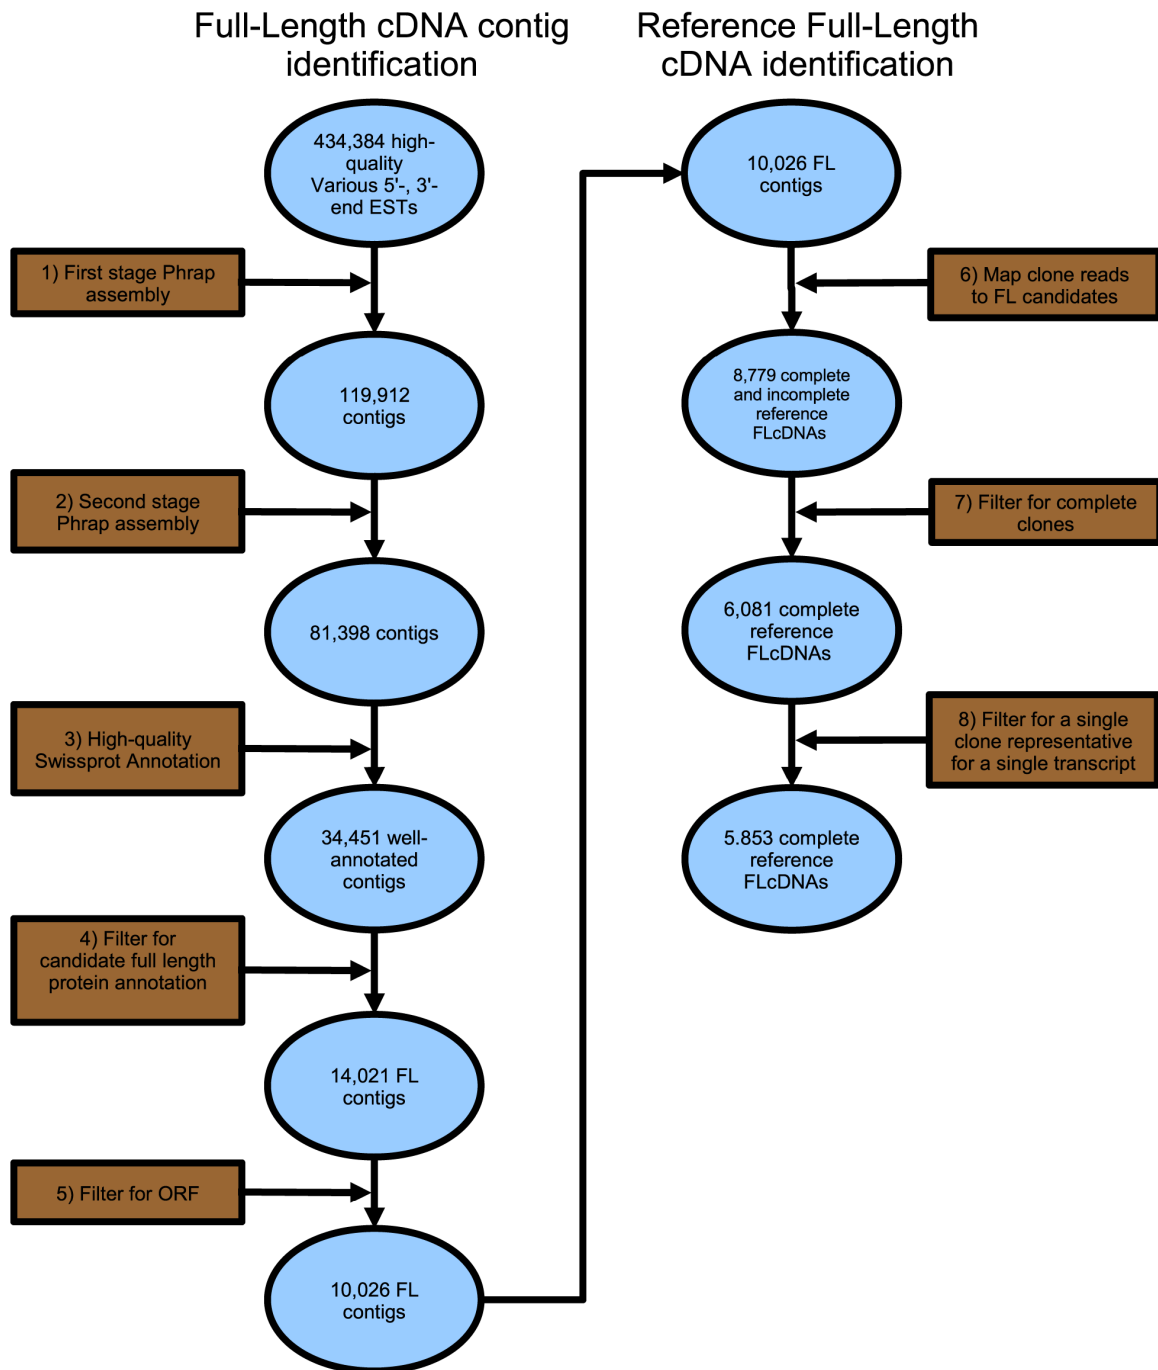 Full-Length cDNA contig
identification
434,384 high-
quality
Various 5'-, 3'-
end ESTs
1) First stage Phrap
assembly
119,912
contigs
2) Second stage
Phrap assembly
81,398 contigs
3) High-quality
Swissprot Annotation
34,451 well-
annotated
contigs
4) Filter for
candidate full length
protein annotation
14,021 FL
contigs
5) Filter for ORF
10,026 FL
contigs
Reference Full-Length
cDNA identification
10,026 FL
contigs
6) Map clone reads
to FL candidates
8,779 complete
and incomplete
reference
FLcDNAs
7) Filter for complete
clones
6,081 complete
reference
FLcDNAs
8) Filter for a single
clone representative
for a single transcript
5.853 complete
reference
FLcDNAs